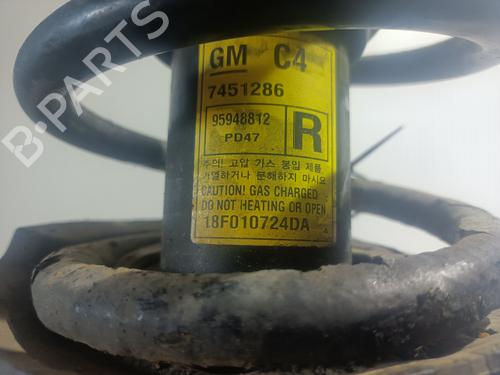 B-Parts
GM C4
7451286
95948812
PD47
R
주의! 고압 가스 봉입 제품
가열하거나 분해하지 마시오
CAUTION! GAS CHARGED
DO NOT HEATING OR OPEN
18F010724DA